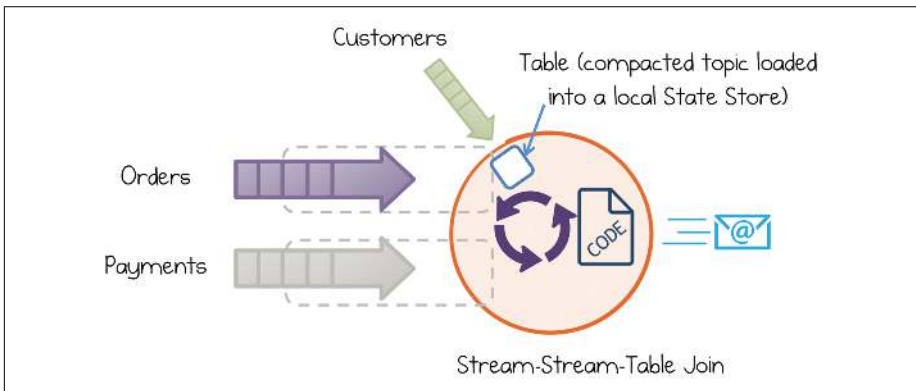 Customers
Table (compacted topic loaded
into a local State Store)
Orders
Payments
CODE
@
Stream-Stream-Table Join